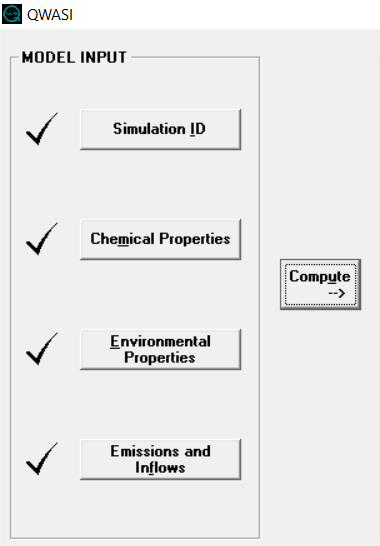 QWASI
MODEL INPUT
Simulation ID
Chemical Properties
Compute
-->
Environmental
Properties
Emissions and
Inflows